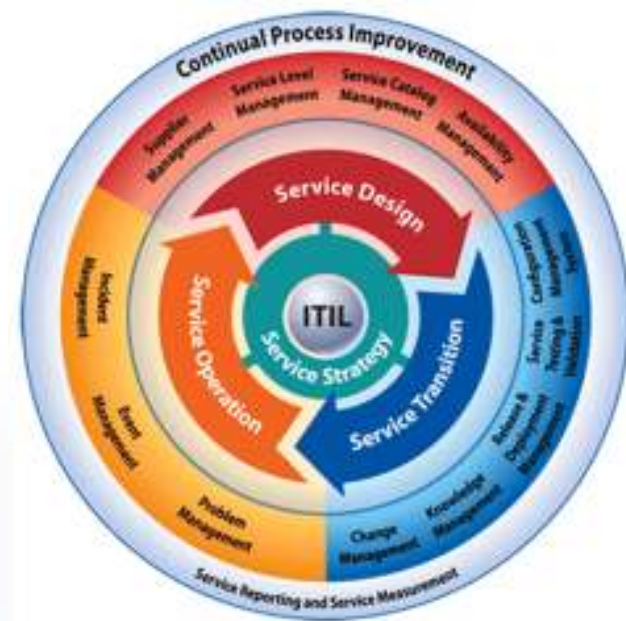 Continual Process Improvement
Supplier
Management
Service Level
Management
Service Catalog
Management
Availability
Management
Configuration
Management
System
Service
Testing &
Validation
Release &
Deployment
Management
Knowledge
Management
Change
Management
Problem
Management
Event
Management
Incident
Management
Service Design
Service Transition
Service Operation
Service Strategy
ITIL
Service Reporting and Service Measurement